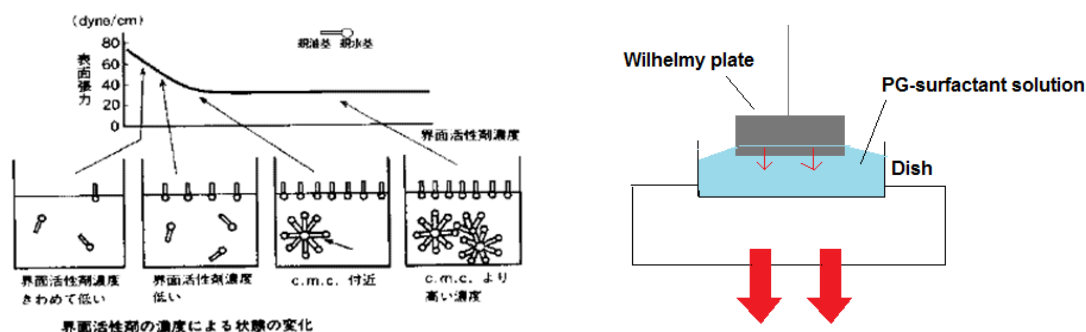 (dyne/cm)
80
60
40
20
0
表面張力
親油基 親水基
界面活性剤濃度
界面活性剤濃度
きわめて低い
界面活性剤濃度
低い
c.m.c. 付近
c.m.c. より
高い濃度
界面活性剤の濃度による状態の変化
Wilhelmy plate
PG-surfactant solution
Dish